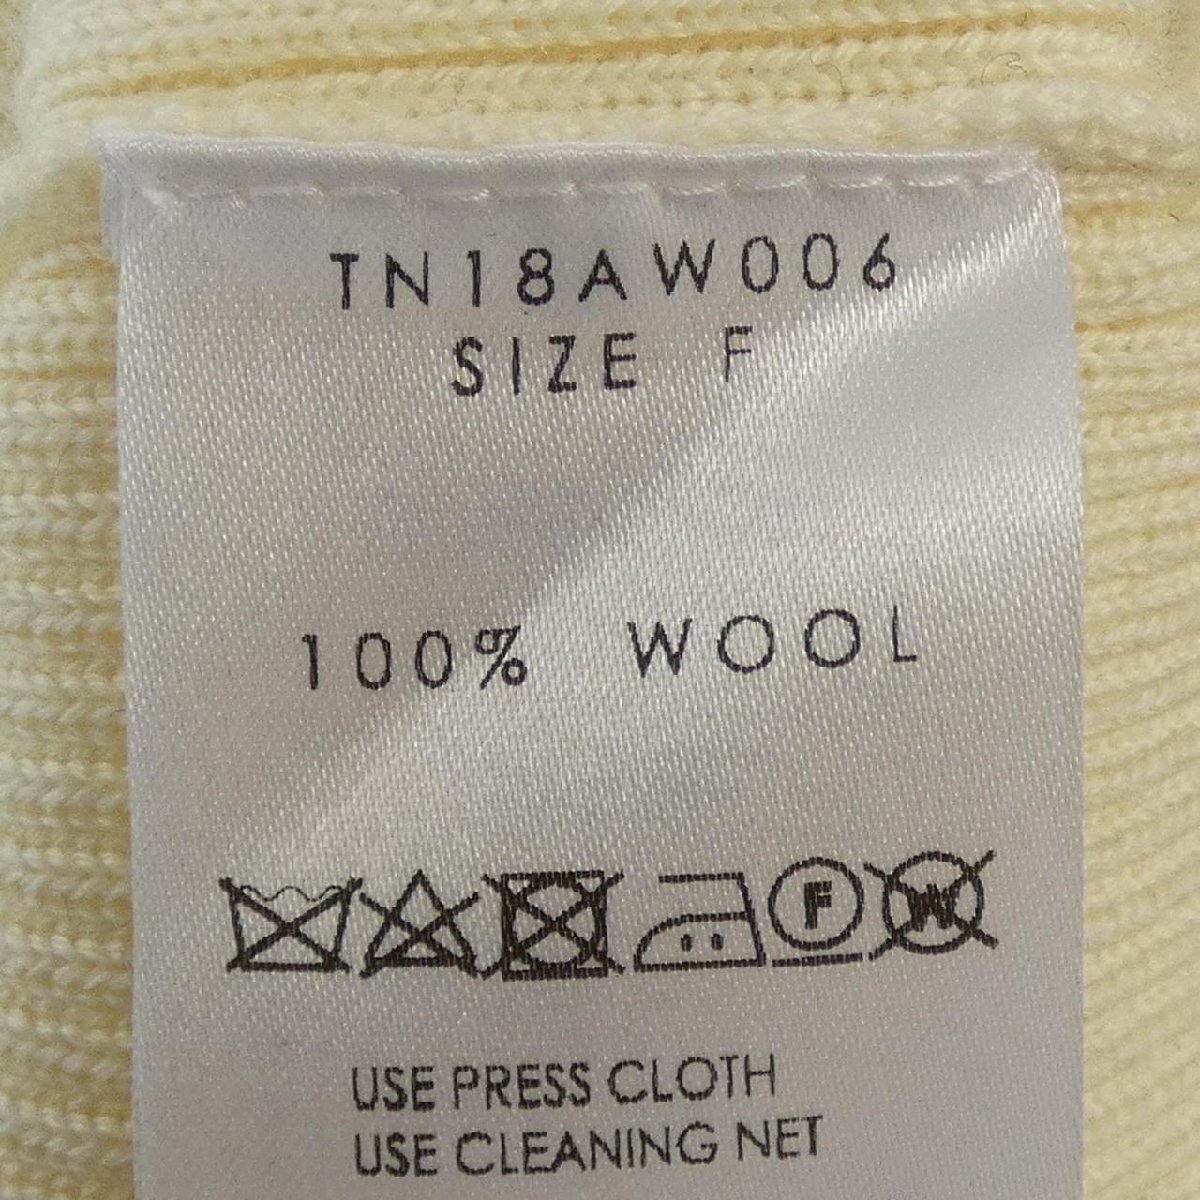 TN18AW006
SIZE F
100% WOOL
F W
USE PRESS CLOTH
USE CLEANING NET